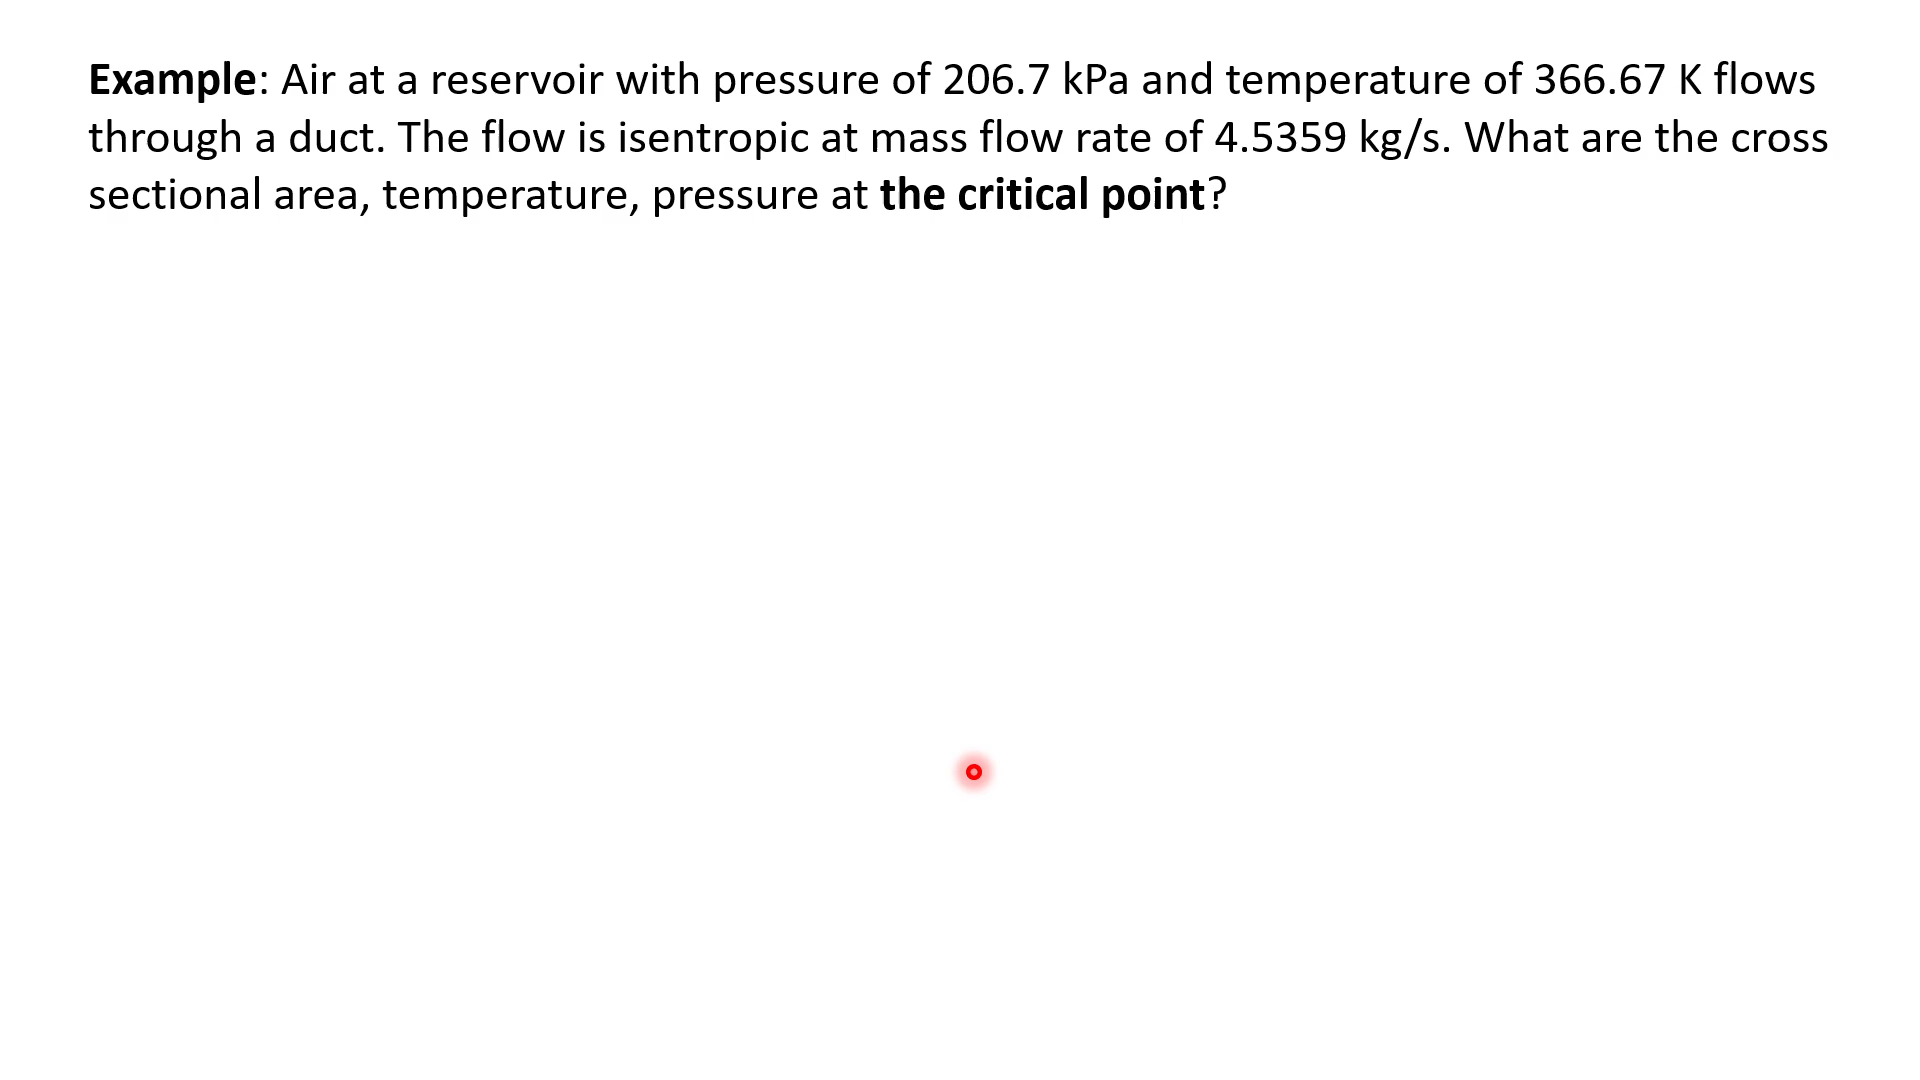 Example: Air at a reservoir with pressure of 206.7 kPa and temperature of 366.67 K flows
through a duct. The flow is isentropic at mass flow rate of 4.5359 kg/s. What are the cross
sectional area, temperature, pressure at the critical point?